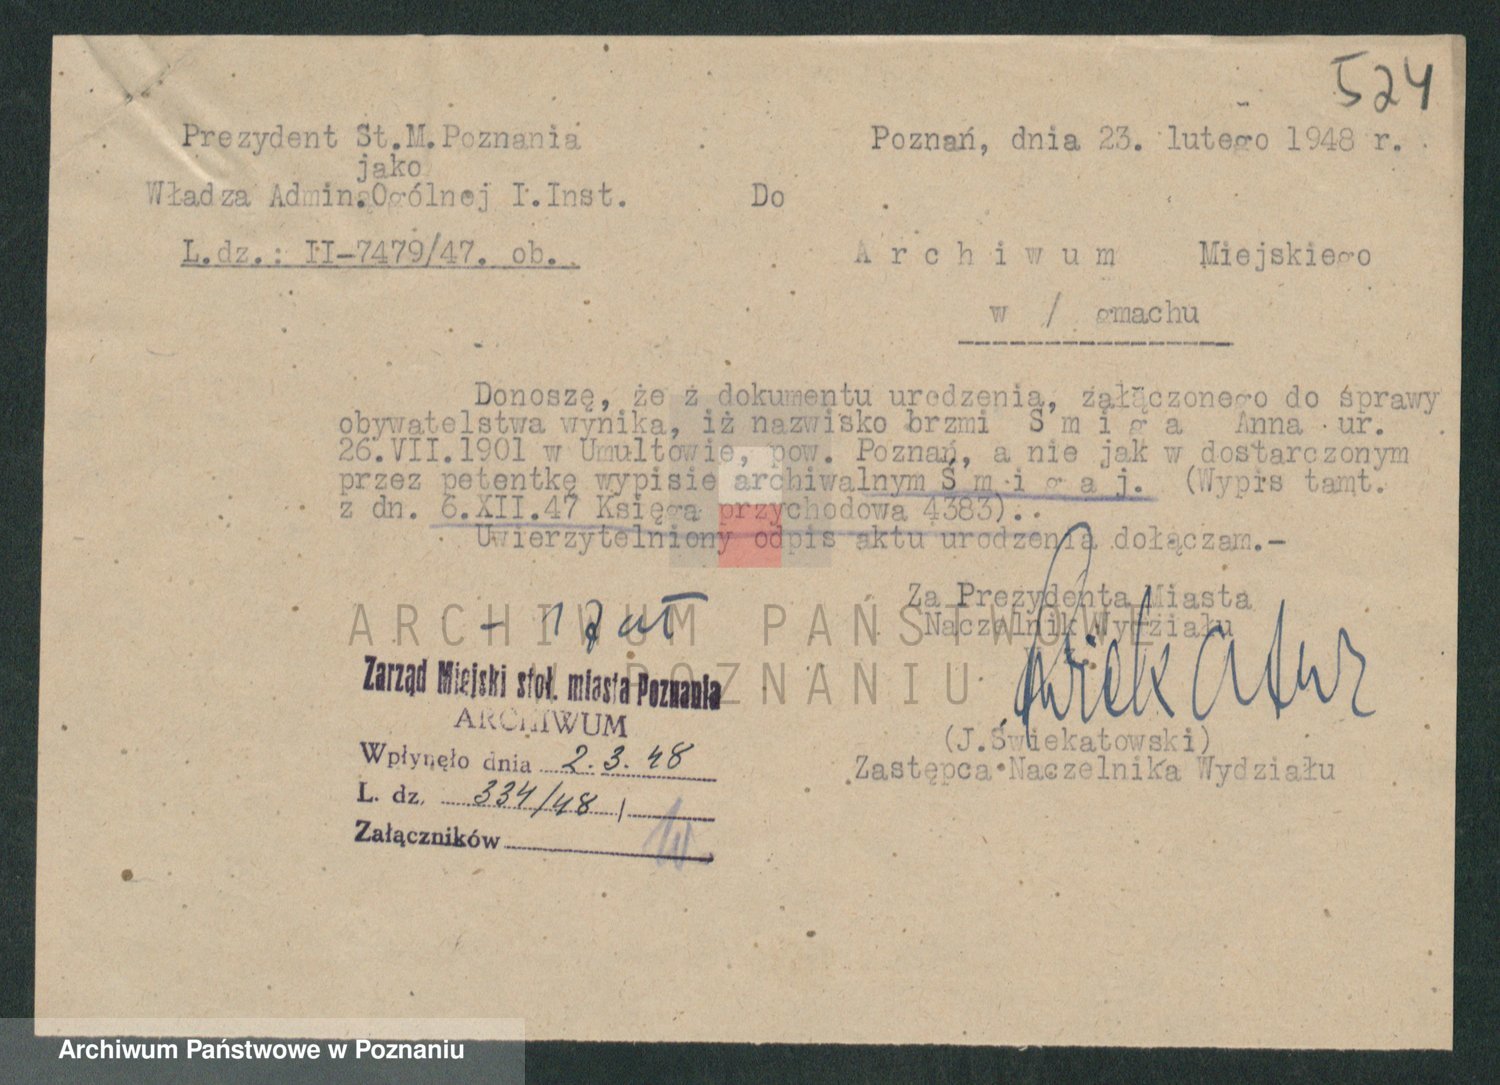 524
Prezydent St.M.Poznania
jako
Władza Admin.Ogólnej I.Inst.
L.dz.: II-7479/47. ob.
Poznań, dnia 23. lutego 1948 r.
Do
A r c h i w u m Miejskiego
w / gmachu
Donoszę, że z dokumentu urodzenia, załączonego do sprawy
obywatelstwa wynika, iż nazwisko brzmi Ś m i g a Anna ur.
26.VII.1901 w Umultowie, pow. Poznań, a nie jak w dostarczonym
przez petentkę wypisie archiwalnym Ś m i g a j. (Wypis tamt.
z dn. 6.XII.47 Księga przychodowa 4383)..
Uwierzytelniony odpis aktu urodzenia dołączam.-
Za Prezydenta Miasta
Naczelnik Wydziału
(J.Świekatowski)
Zastępca Naczelnika Wydziału
- 1 zał
Zarząd Miejski stoł. miasta Poznania
ARCHIWUM
Wpłynęło dnia 2.3.48
L. dz. 334/48
Załączników
ARCHIWUM PAŃSTWOWE
W POZNANIU
Archiwum Państwowe w Poznaniu